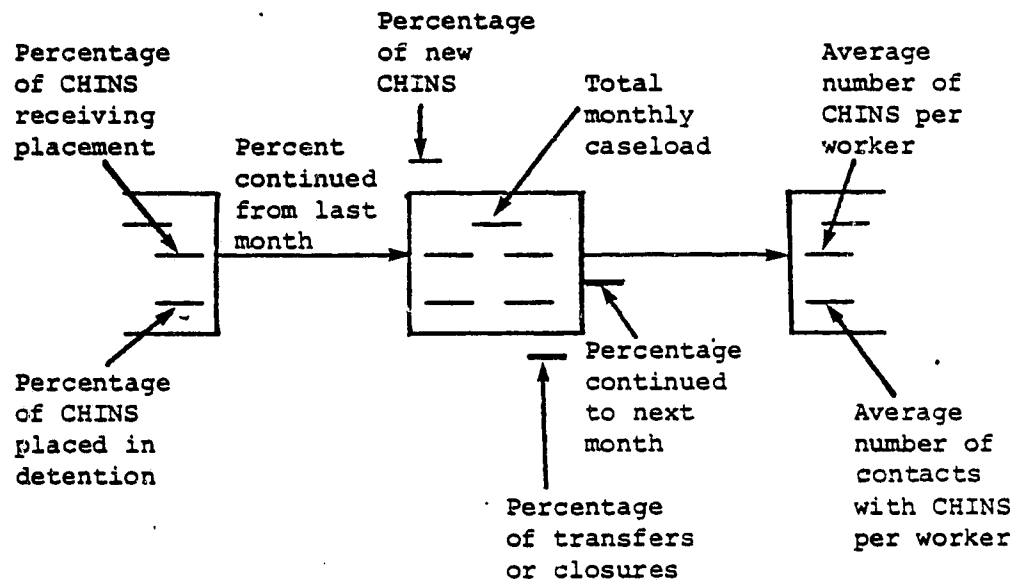 Percentage
of CHINS
receiving
placement
Percentage
of new
CHINS
Total
monthly
caseload
Average
number of
CHINS per
worker
Percent
continued
from last
month
Percentage
of CHINS
placed in
detention
Percentage
continued
to next
month
Percentage
of transfers
or closures
Average
number of
contacts
with CHINS
per worker